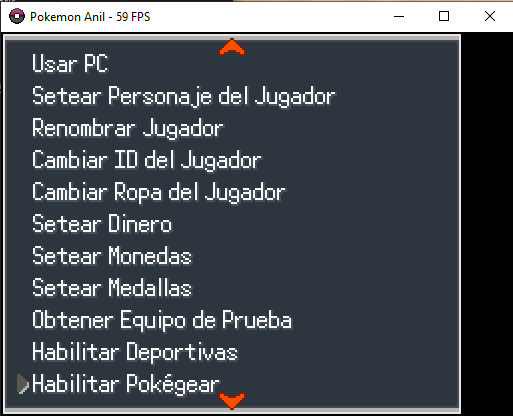 Pokemon Anil - 59 FPS
Usar PC
Setear Personaje del Jugador
Renombrar Jugador
Cambiar ID del Jugador
Cambiar Ropa del Jugador
Setear Dinero
Setear Monedas
Setear Medallas
Obtener Equipo de Prueba
Habilitar Deportivas
Habilitar Pokégear